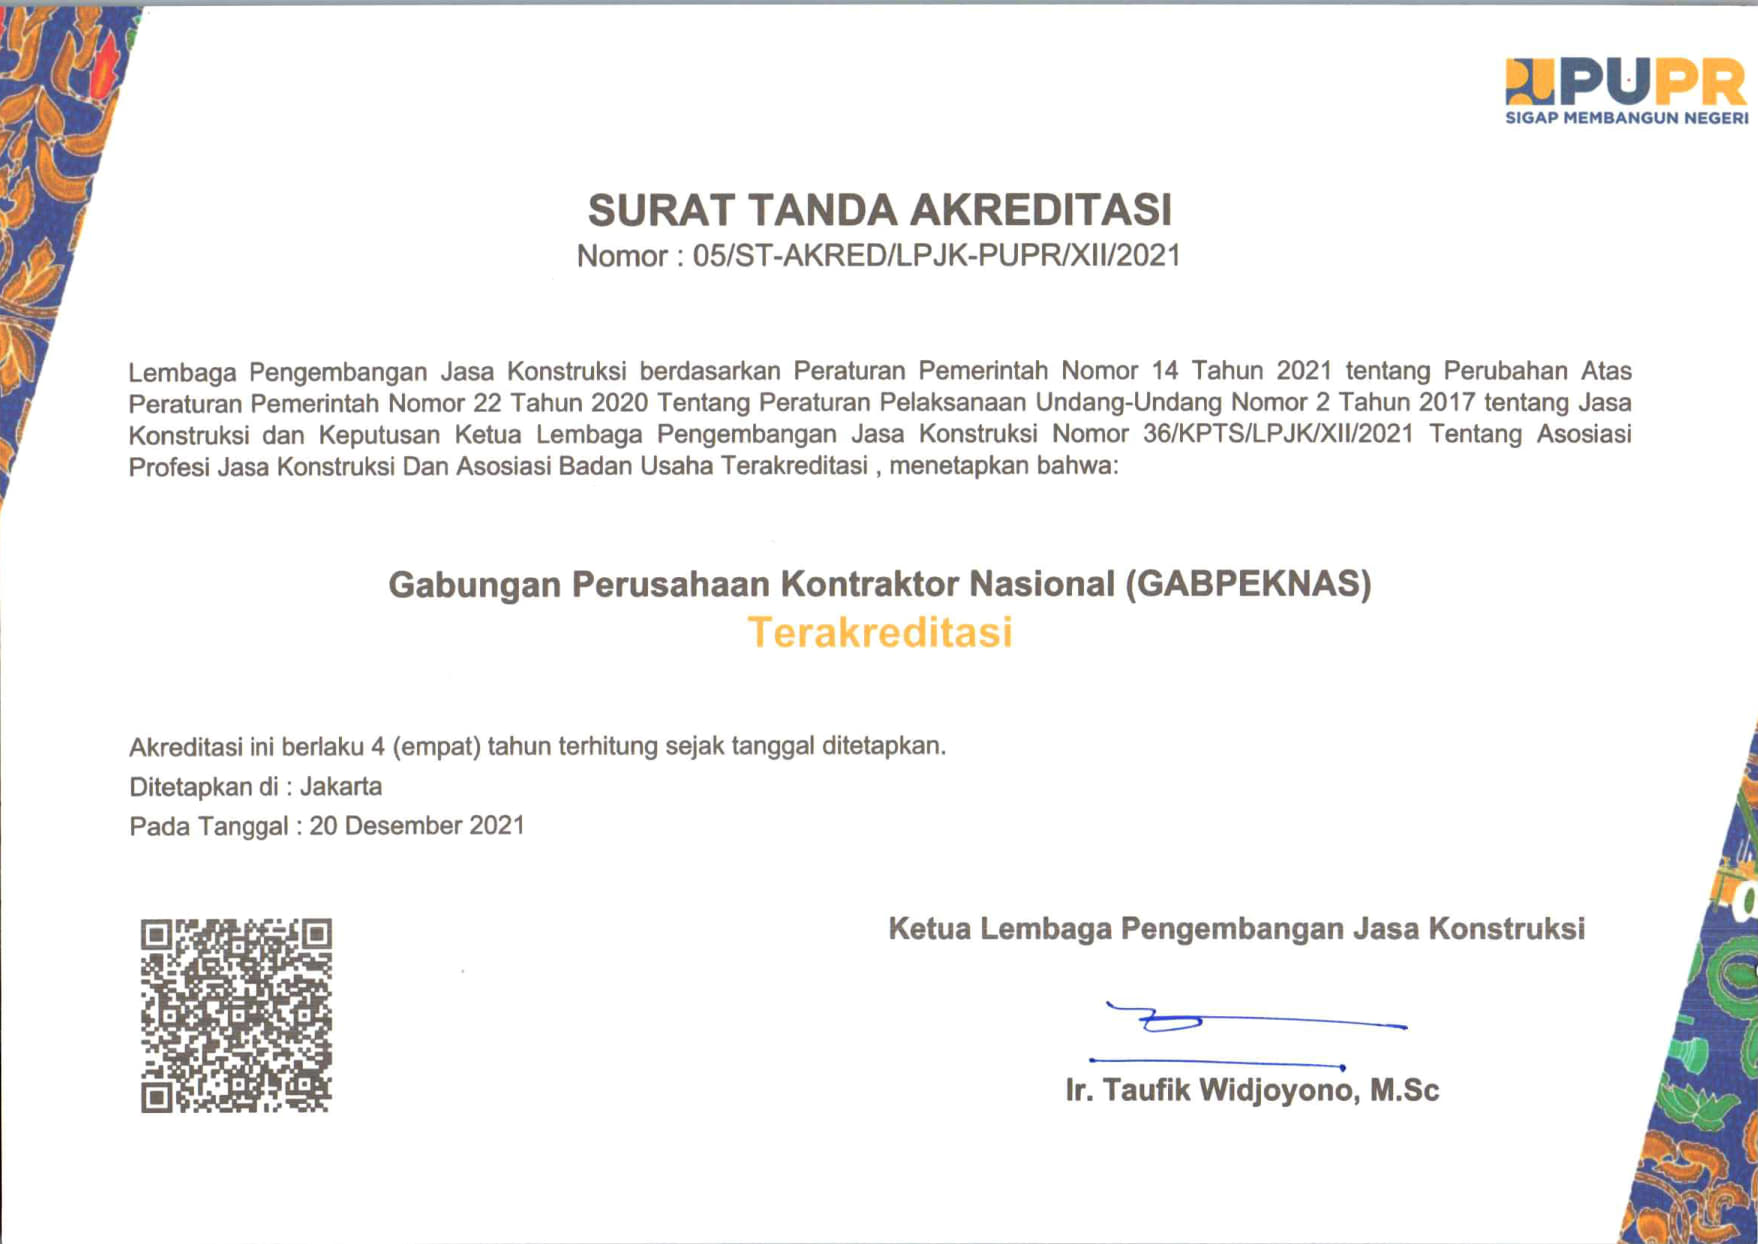 PUPR
SIGAP MEMBANGUN NEGERI
SURAT TANDA AKREDITASI
Nomor : 05/ST-AKRED/LPJK-PUPR/XII/2021
Lembaga Pengembangan Jasa Konstruksi berdasarkan Peraturan Pemerintah Nomor 14 Tahun 2021 tentang Perubahan Atas
Peraturan Pemerintah Nomor 22 Tahun 2020 Tentang Peraturan Pelaksanaan Undang-Undang Nomor 2 Tahun 2017 tentang Jasa
Konstruksi dan Keputusan Ketua Lembaga Pengembangan Jasa Konstruksi Nomor 36/KPTS/LPJK/XII/2021 Tentang Asosiasi
Profesi Jasa Konstruksi Dan Asosiasi Badan Usaha Terakreditasi , menetapkan bahwa:
Gabungan Perusahaan Kontraktor Nasional (GABPEKNAS)
Terakreditasi
Akreditasi ini berlaku 4 (empat) tahun terhitung sejak tanggal ditetapkan.
Ditetapkan di : Jakarta
Pada Tanggal : 20 Desember 2021
Ketua Lembaga Pengembangan Jasa Konstruksi
Ir. Taufik Widjoyono, M.Sc